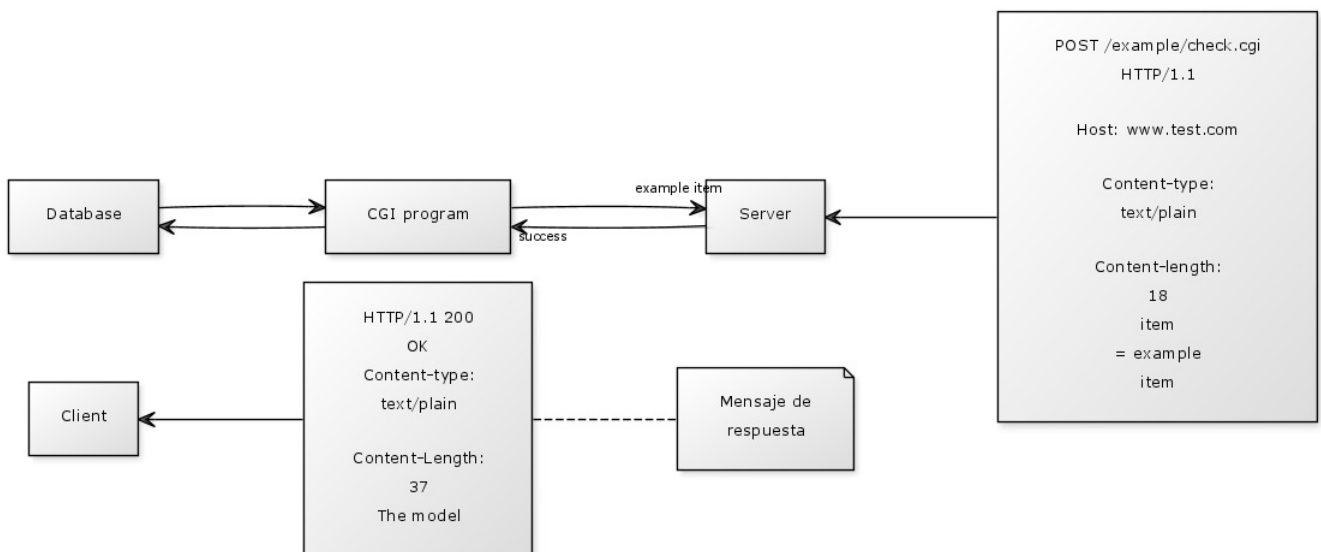 POST /example/check.cgi
HTTP/1.1
Host: www.test.com
Content-type:
text/plain
Content-length:
18
item
= example
item
Database
CGI program
example item
success
Server
HTTP/1.1 200
OK
Content-type:
text/plain
Content-Length:
37
The model
Client
Mensaje de
respuesta